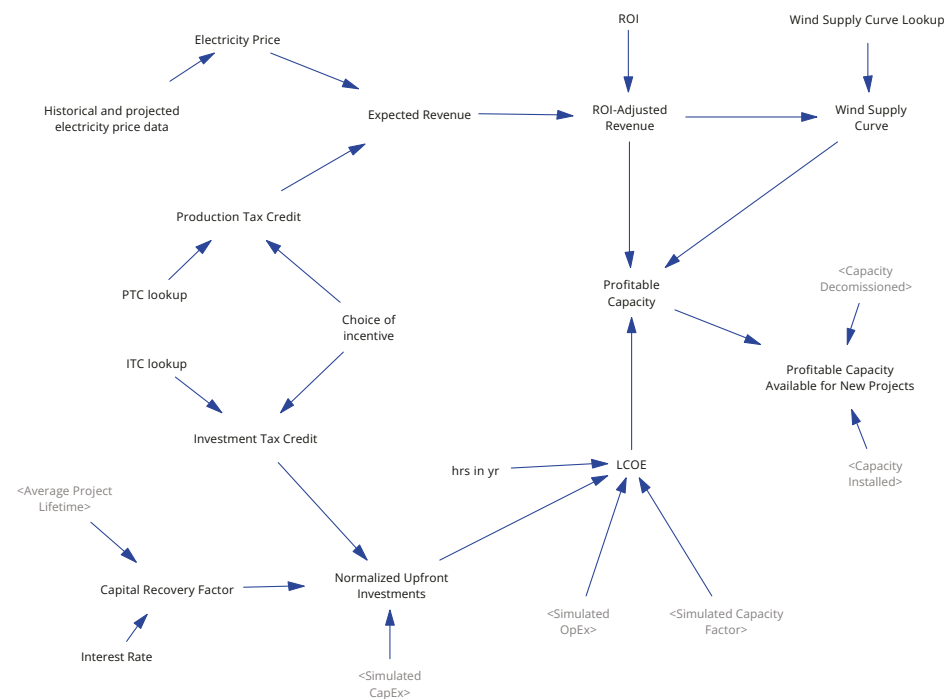 ROI
Wind Supply Curve Lookup
Electricity Price
Historical and projected
electricity price data
Expected Revenue
ROI-Adjusted
Revenue
Wind Supply
Curve
Production Tax Credit
PTC lookup
Choice of
incentive
Profitable
Capacity
<Capacity
Decomissioned>
ITC lookup
Profitable Capacity
Available for New Projects
Investment Tax Credit
hrs in yr
LCOE
<Capacity
Installed>
<Average Project
Lifetime>
Capital Recovery Factor
Normalized Upfront
Investments
<Simulated
OpEx>
<Simulated Capacity
Factor>
Interest Rate
<Simulated
CapEx>